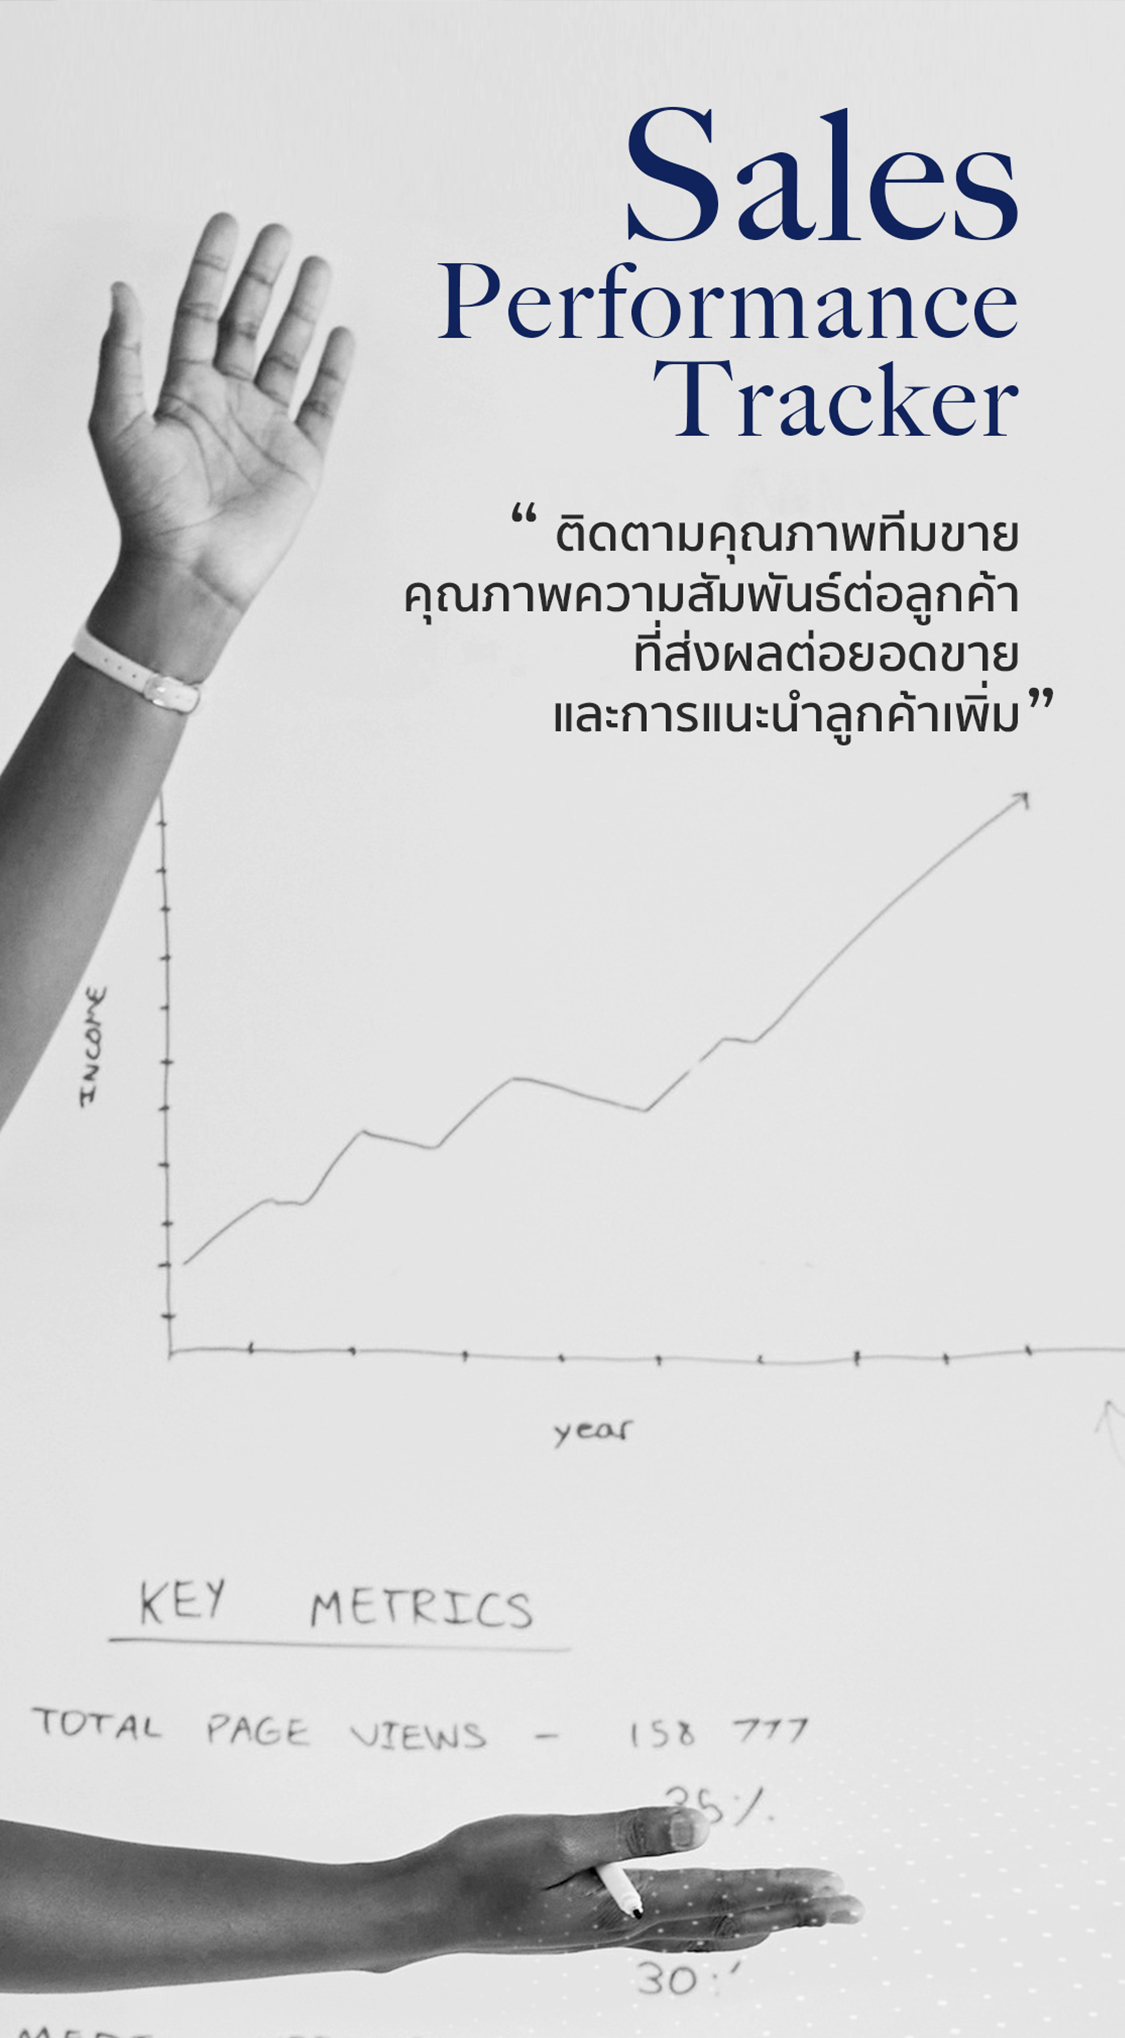 Sales
Performance
Tracker
“ ติดตามคุณภาพทีมขาย
คุณภาพความสัมพันธ์ต่อลูกค้า
ที่ส่งผลต่อยอดขาย
และการแนะนำลูกค้าเพิ่ม”
INCOME
year
KEY METRICS
TOTAL PAGE VIEWS - 158 777